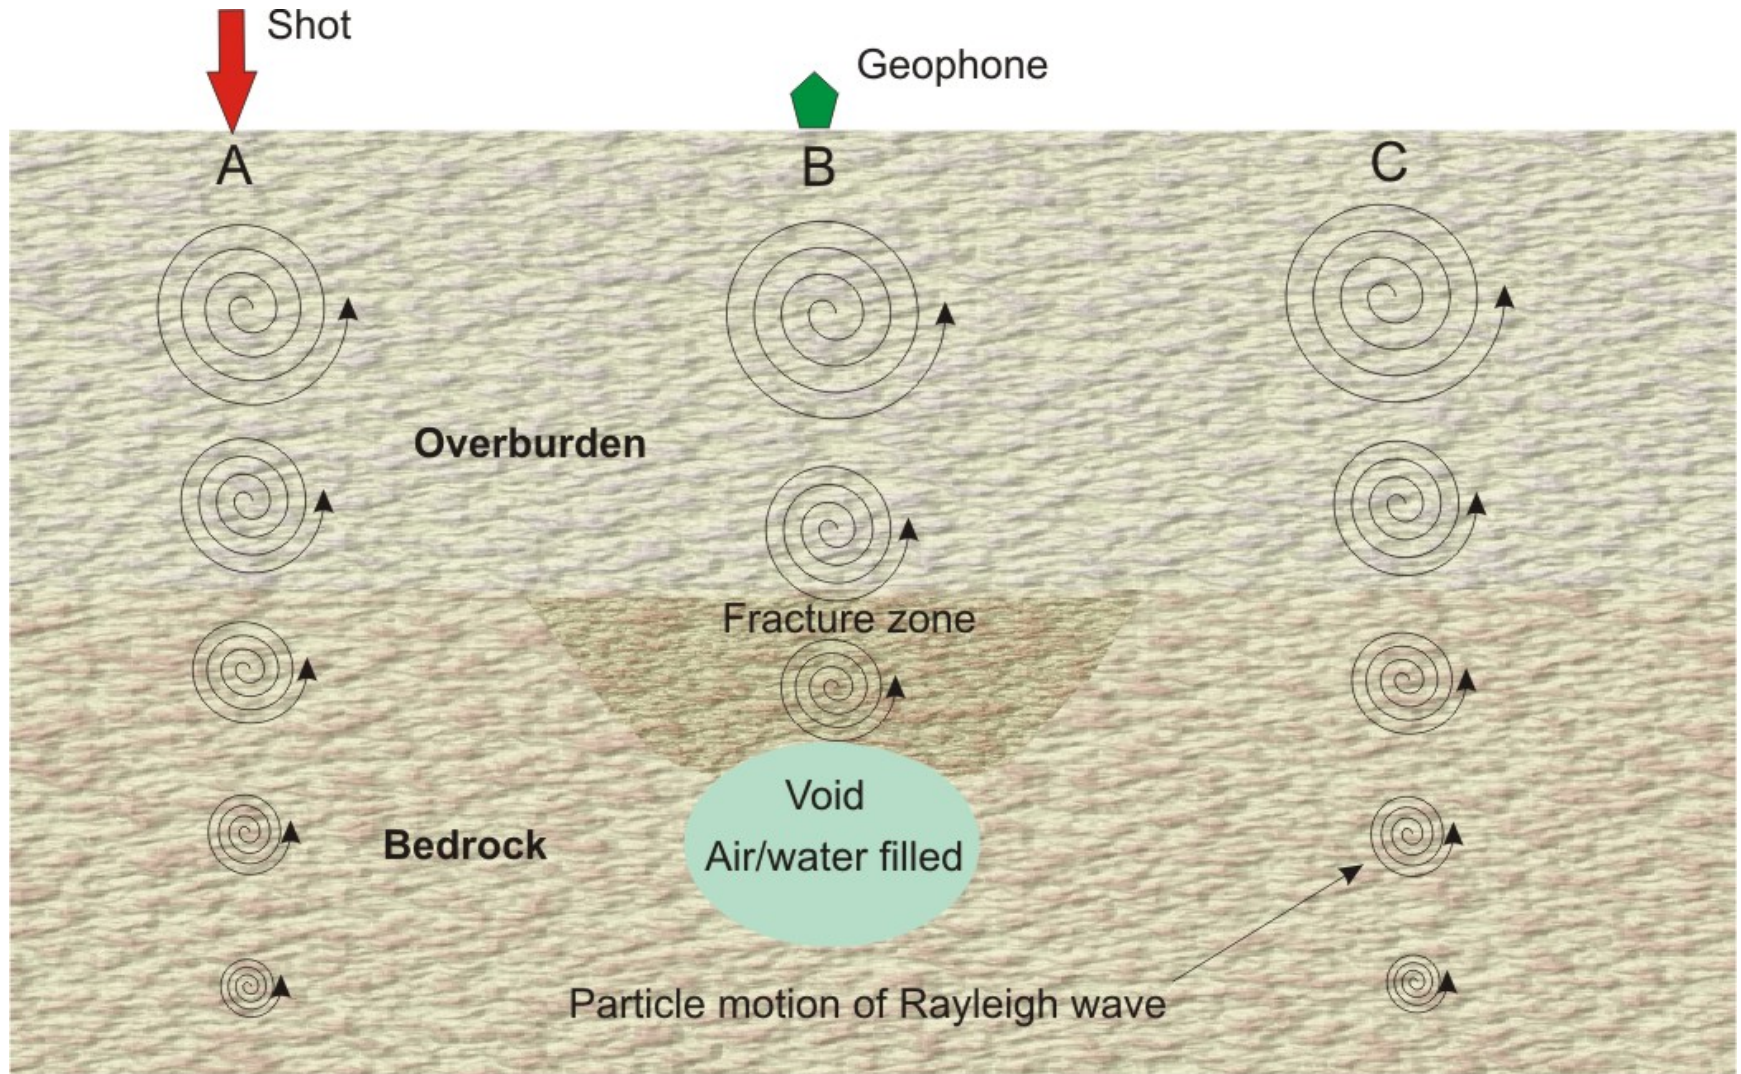 Shot
Geophone
A
B
C
Overburden
Fracture zone
Void
Air/water filled
Bedrock
Particle motion of Rayleigh wave